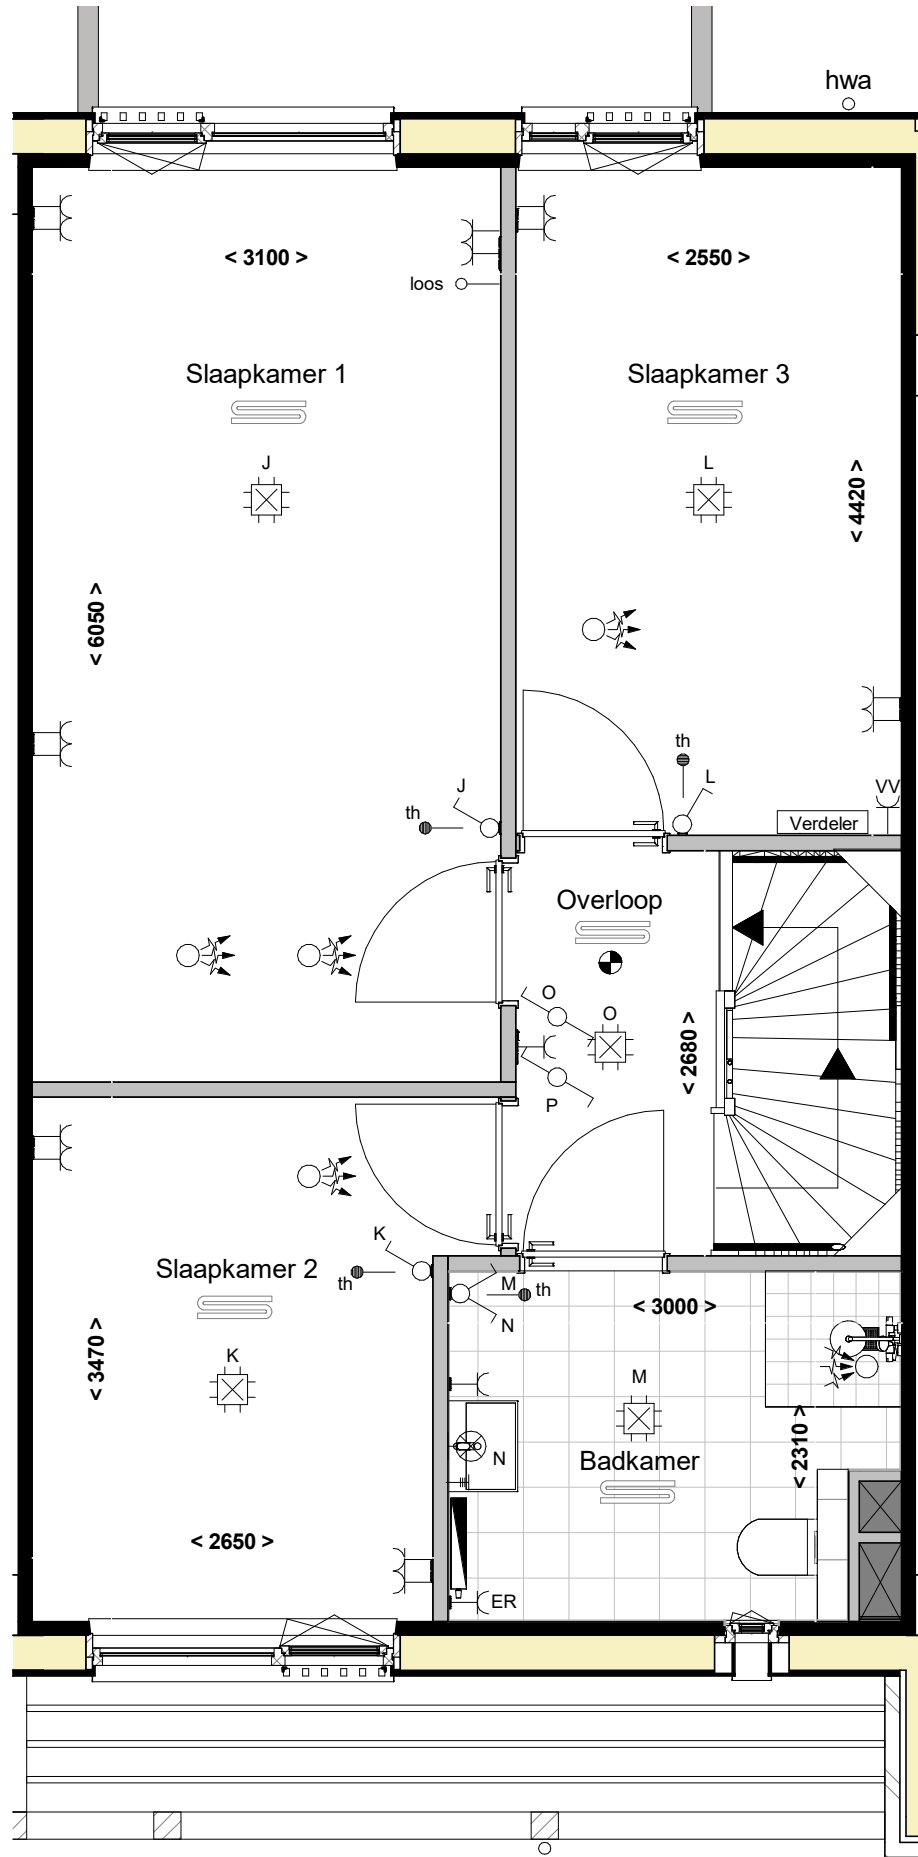 hwa
< 3100 >
< 2550 >
loos
Slaapkamer 1
Slaapkamer 3
J
L
< 4420 >
< 6050 >
th
L
J
th
VV
Verdeler
Overloop
O
O
< 2680 >
P
K
Slaapkamer 2
th
M
th
N
< 3000 >
< 3470 >
K
M
< 2310 >
N
Badkamer
< 2650 >
ER